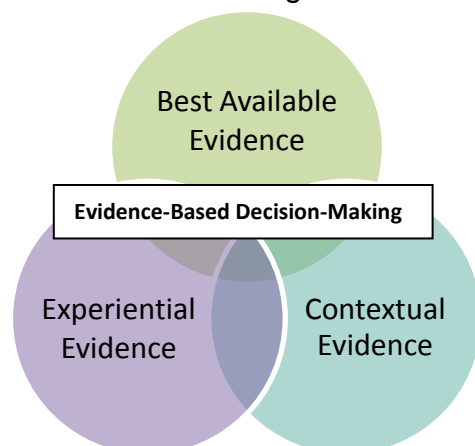 Best Available
Evidence
Evidence-Based Decision-Making
Experiential
Evidence
Contextual
Evidence